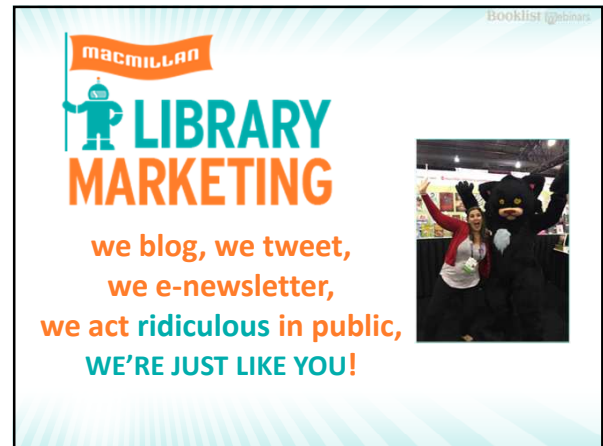 Booklist Webinars
macmillan
LIBRARY
MARKETING
we blog, we tweet,
we e-newsletter,
we act ridiculous in public,
WE'RE JUST LIKE YOU!